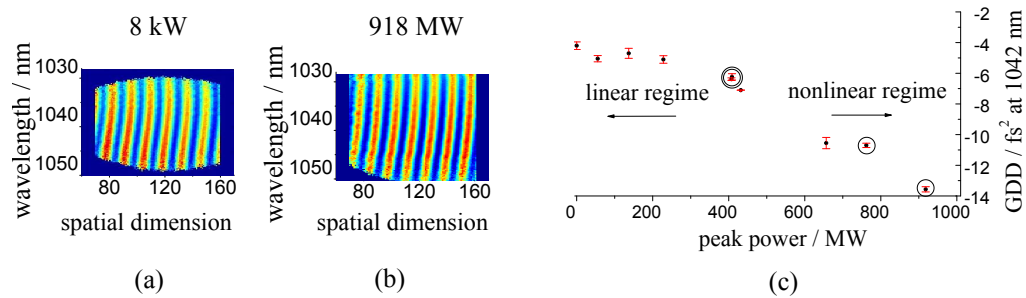 8 kW
918 MW
wavelength / nm
1030
1040
1050
80
120
160
spatial dimension
(a)
wavelength / nm
1030
1040
1050
80
120
160
spatial dimension
(b)
-2
-4
-6
-8
-10
-12
-14
GDD / fs² at 1042 nm
linear regime
nonlinear regime
0
200
400
600
800
1000
peak power / MW
(c)